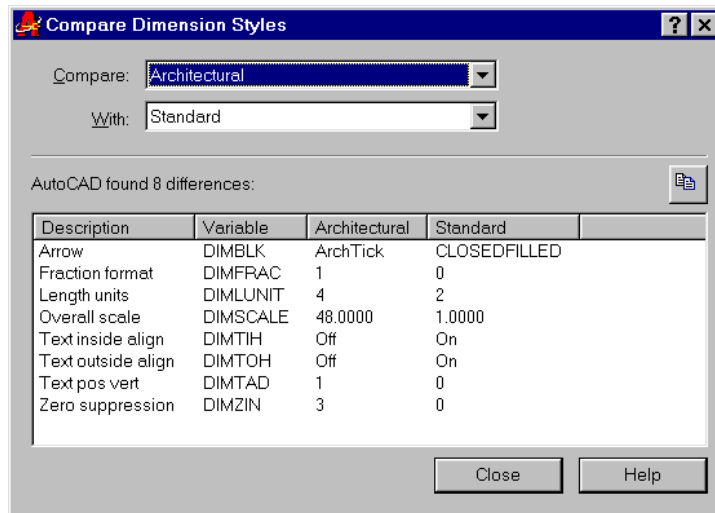 Compare Dimension Styles
Compare: Architectural
With: Standard
AutoCAD found 8 differences:
Description Variable Architectural Standard
Arrow DIMBLK ArchTick CLOSEDFILLED
Fraction format DIMFRAC 1 0
Length units DIMLUNIT 4 2
Overall scale DIMSCALE 48.0000 1.0000
Text inside align DIMTIH Off On
Text outside align DIMTOH Off On
Text pos vert DIMTAD 1 0
Zero suppression DIMZIN 3 0
Close Help